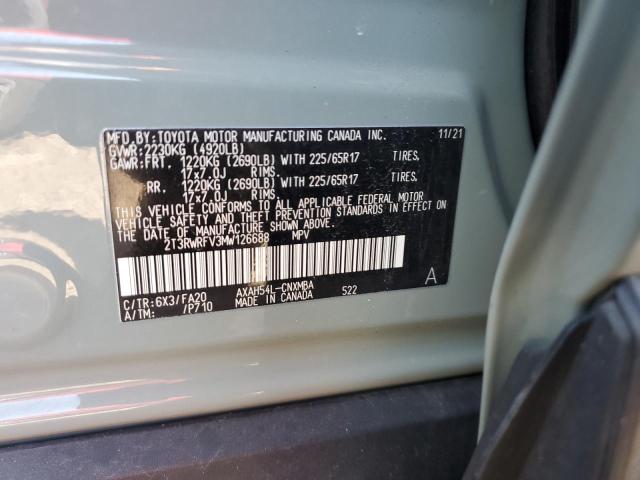 MFD.BY:TOYOTA MOTOR MANUFACTURING CANADA INC. 11/21
GVWR:2230KG (4920LB)
GAWR:FRT. 1220KG (2690LB) WITH 225/65R17 TIRES,
17x7.0J RIMS.
RR. 1220KG (2690LB) WITH 225/65R17 TIRES,
17x7.0J RIMS.
THIS VEHICLE CONFORMS TO ALL APPLICABLE FEDERAL MOTOR
VEHICLE SAFETY, BUMPER, AND THEFT PREVENTION STANDARDS IN
EFFECT ON THE DATE OF MANUFACTURE SHOWN ABOVE.
2T3RWRFV3MW126688 MPV
C/TR:6X3/FA20 AXAH54L-CNXMBA 522 A
A/TM: /P710 MADE IN CANADA